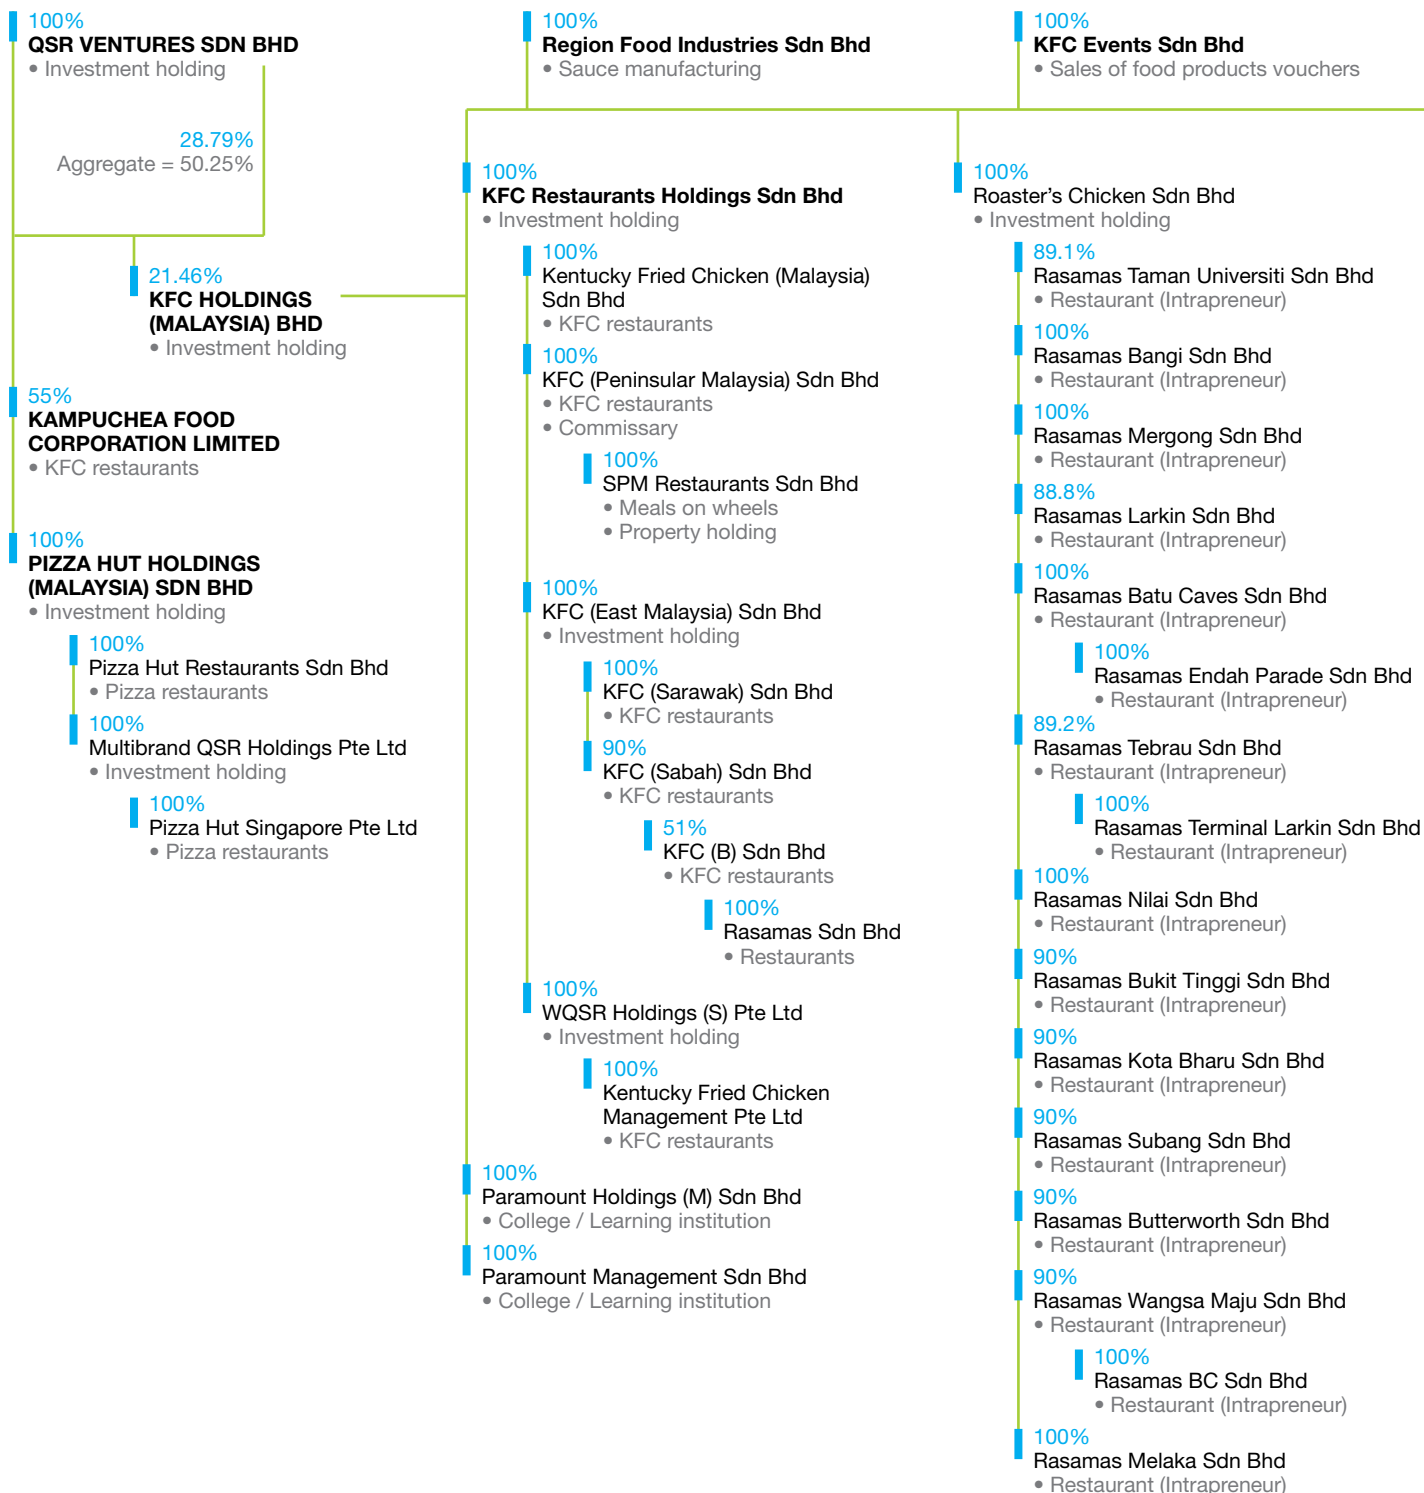 100%
QSR VENTURES SDN BHD
• Investment holding
28.79%
Aggregate = 50.25%
21.46%
KFC HOLDINGS
(MALAYSIA) BHD
• Investment holding
55%
KAMPUCHEA FOOD
CORPORATION LIMITED
• KFC restaurants
100%
PIZZA HUT HOLDINGS
(MALAYSIA) SDN BHD
• Investment holding
100%
Pizza Hut Restaurants Sdn Bhd
• Pizza restaurants
100%
Multibrand QSR Holdings Pte Ltd
• Investment holding
100%
Pizza Hut Singapore Pte Ltd
• Pizza restaurants
100%
Region Food Industries Sdn Bhd
• Sauce manufacturing
100%
KFC Restaurants Holdings Sdn Bhd
• Investment holding
100%
Kentucky Fried Chicken (Malaysia)
Sdn Bhd
• KFC restaurants
100%
KFC (Peninsular Malaysia) Sdn Bhd
• KFC restaurants
• Commissary
100%
SPM Restaurants Sdn Bhd
• Meals on wheels
• Property holding
100%
KFC (East Malaysia) Sdn Bhd
• Investment holding
100%
KFC (Sarawak) Sdn Bhd
• KFC restaurants
90%
KFC (Sabah) Sdn Bhd
• KFC restaurants
51%
KFC (B) Sdn Bhd
• KFC restaurants
100%
Rasamas Sdn Bhd
• Restaurants
100%
WQSR Holdings (S) Pte Ltd
• Investment holding
100%
Kentucky Fried Chicken
Management Pte Ltd
• KFC restaurants
100%
Paramount Holdings (M) Sdn Bhd
• College / Learning institution
100%
Paramount Management Sdn Bhd
• College / Learning institution
100%
KFC Events Sdn Bhd
• Sales of food products vouchers
100%
Roaster's Chicken Sdn Bhd
• Investment holding
89.1%
Rasamas Taman Universiti Sdn Bhd
• Restaurant (Intrapreneur)
100%
Rasamas Bangi Sdn Bhd
• Restaurant (Intrapreneur)
100%
Rasamas Mergong Sdn Bhd
• Restaurant (Intrapreneur)
88.8%
Rasamas Larkin Sdn Bhd
• Restaurant (Intrapreneur)
100%
Rasamas Batu Caves Sdn Bhd
• Restaurant (Intrapreneur)
100%
Rasamas Endah Parade Sdn Bhd
• Restaurant (Intrapreneur)
89.2%
Rasamas Tebrau Sdn Bhd
• Restaurant (Intrapreneur)
100%
Rasamas Terminal Larkin Sdn Bhd
• Restaurant (Intrapreneur)
100%
Rasamas Nilai Sdn Bhd
• Restaurant (Intrapreneur)
90%
Rasamas Bukit Tinggi Sdn Bhd
• Restaurant (Intrapreneur)
90%
Rasamas Kota Bharu Sdn Bhd
• Restaurant (Intrapreneur)
90%
Rasamas Subang Sdn Bhd
• Restaurant (Intrapreneur)
90%
Rasamas Butterworth Sdn Bhd
• Restaurant (Intrapreneur)
90%
Rasamas Wangsa Maju Sdn Bhd
• Restaurant (Intrapreneur)
100%
Rasamas BC Sdn Bhd
• Restaurant (Intrapreneur)
100%
Rasamas Melaka Sdn Bhd
• Restaurant (Intrapreneur)